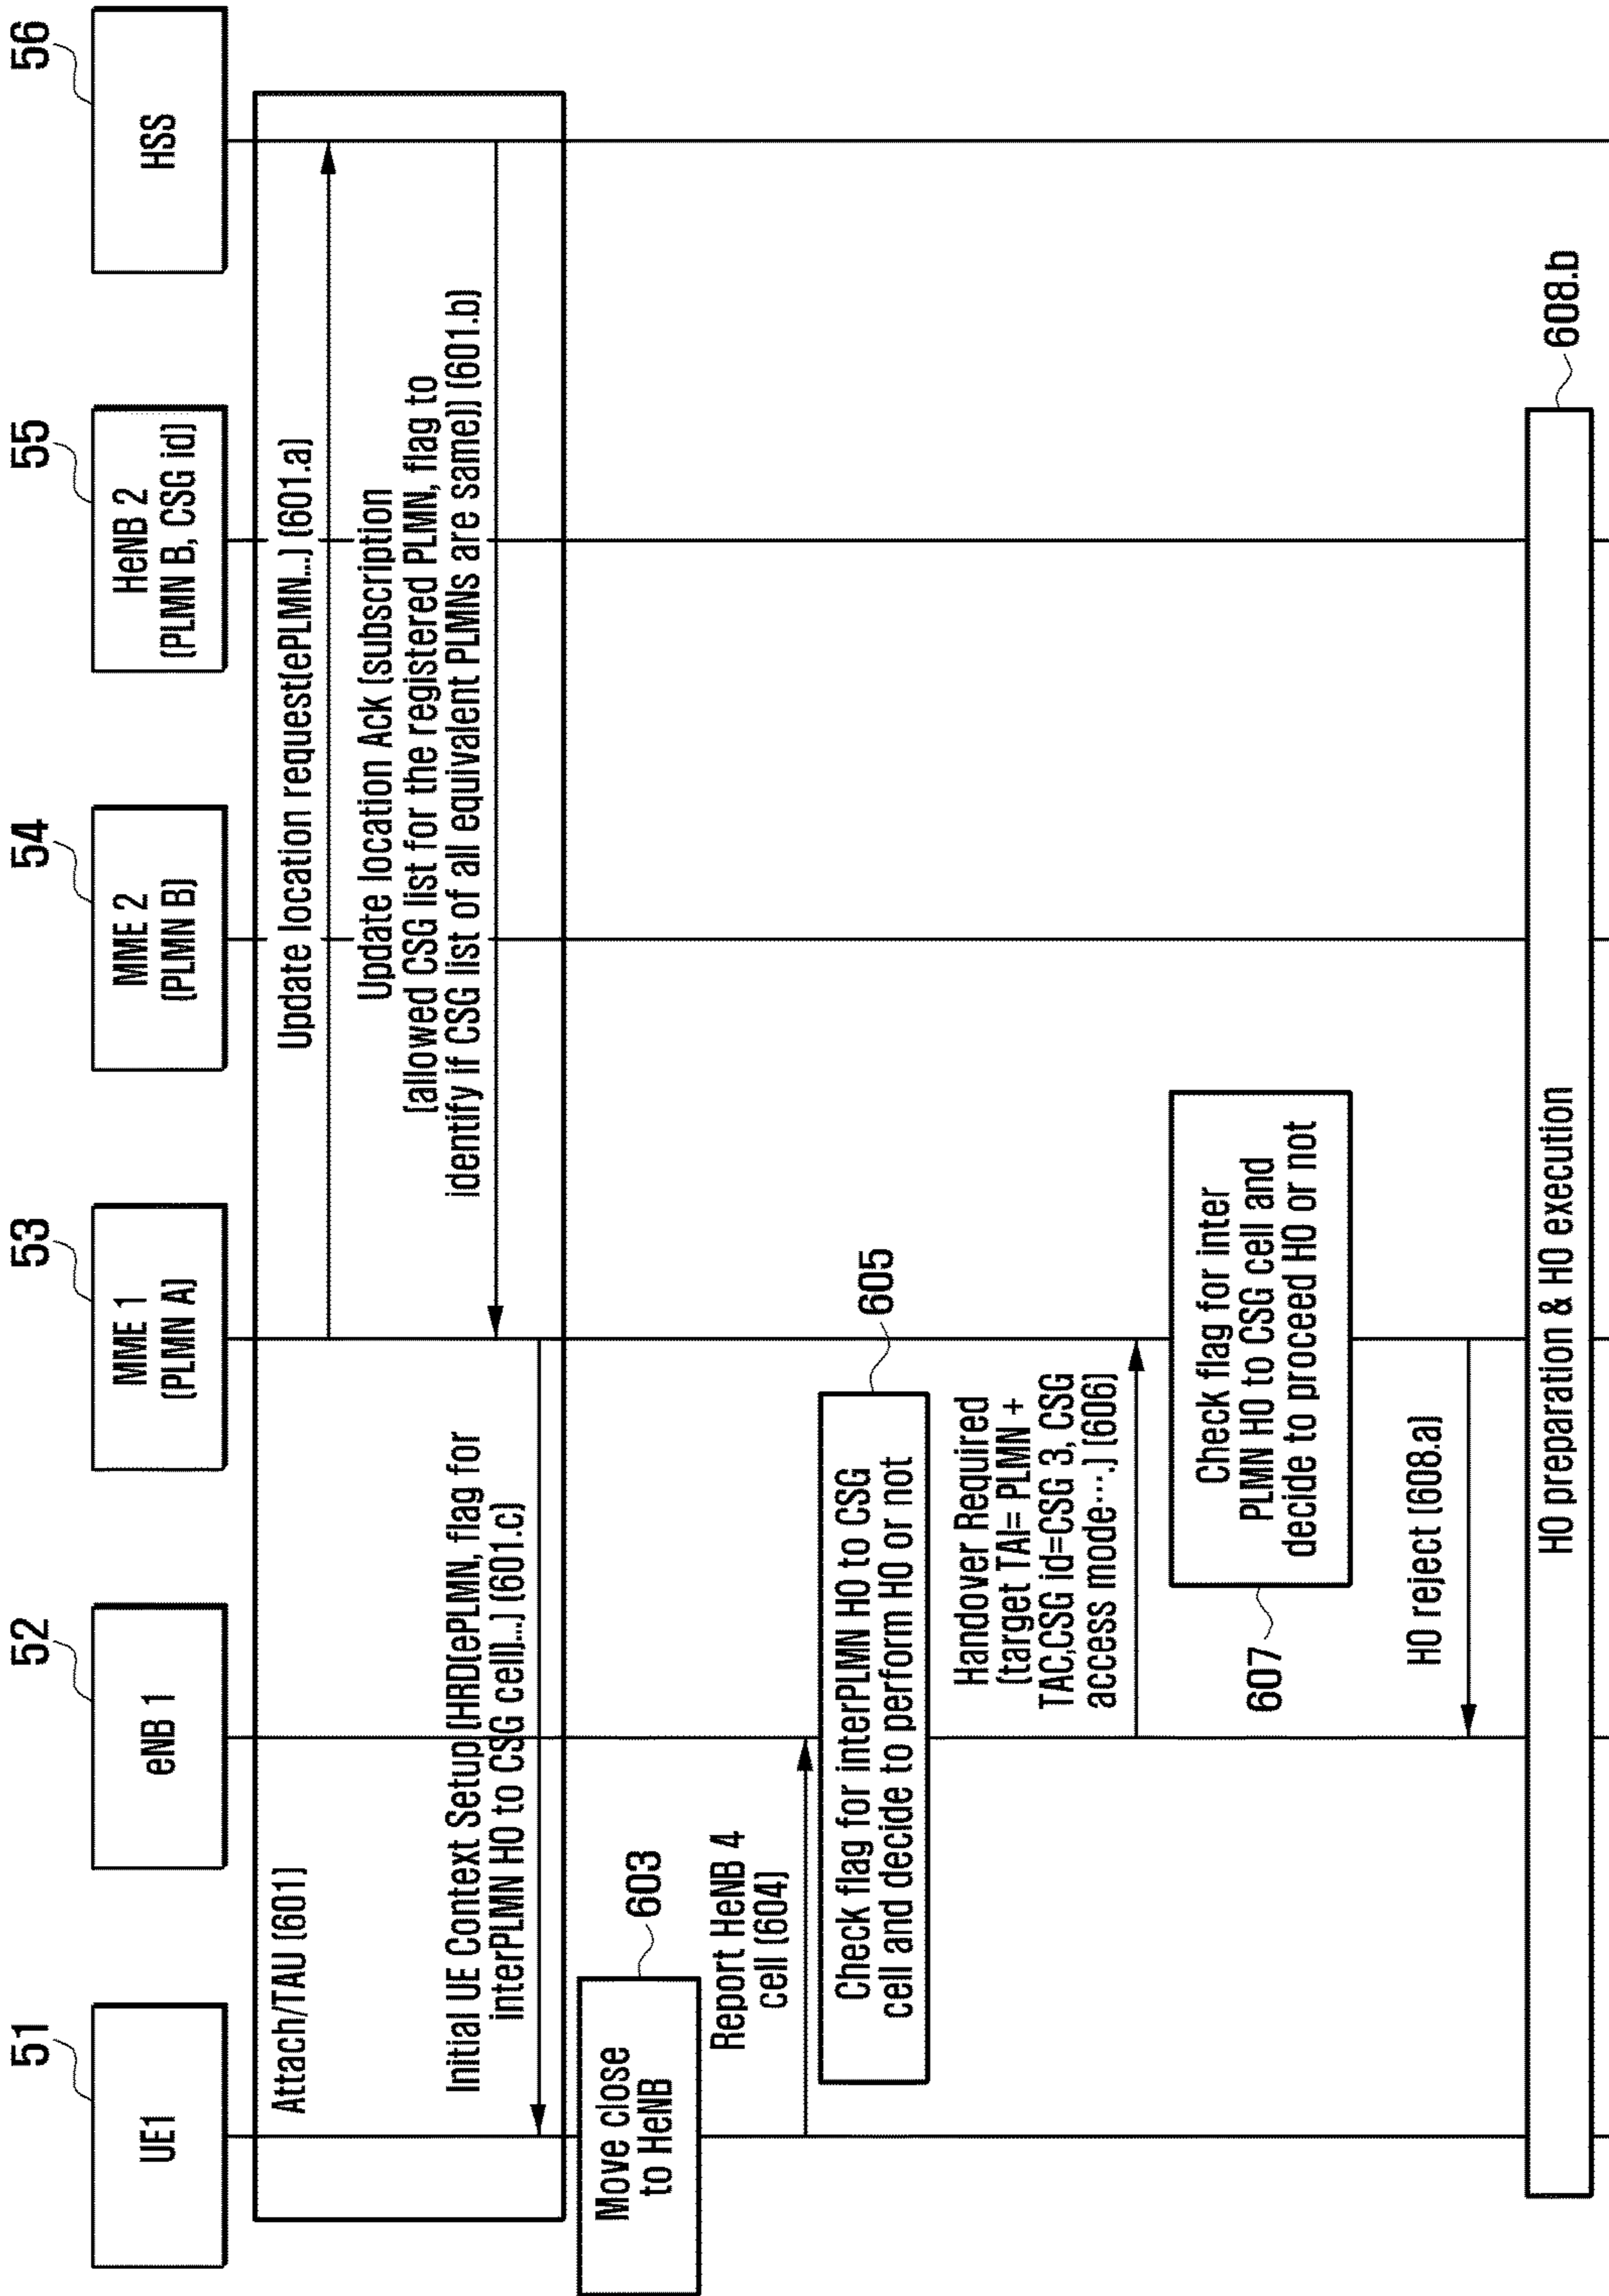 51
UE1
52
eNB 1
53
MME 1
(PLMN A)
54
MME 2
(PLMN B)
55
HeNB 2
(PLMN B, CSG id)
56
HSS
Attach/TAU (601)
Update location request(ePLMN...) (601.a)
Update location Ack (subscription
(allowed CSG list for the registered PLMN, flag to
identify if CSG list of all equivalent PLMNs are same)) (601.b)
Initial UE Context Setup (HRD(ePLMN, flag for
interPLMN HO to CSG cell)...) (601.c)
Move close
to HeNB
603
Report HeNB 4
cell (604)
Check flag for interPLMN HO to CSG
cell and decide to perform HO or not
605
Handover Required
(target TAI= PLMN +
TAC,CSG id=CSG 3, CSG
access mode….) (606)
Check flag for inter
PLMN HO to CSG cell and
decide to proceed HO or not
607
HO reject (608.a)
HO preparation & HO execution
608.b